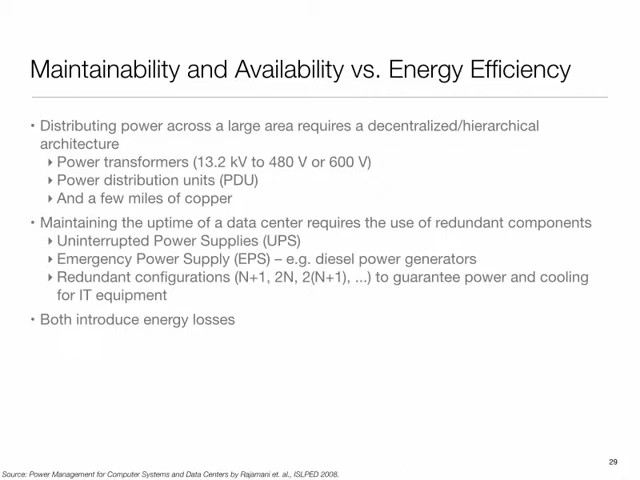 Maintainability and Availability vs. Energy Efficiency
• Distributing power across a large area requires a decentralized/hierarchical
architecture
‣ Power transformers (13.2 kV to 480 V or 600 V)
‣ Power distribution units (PDU)
‣ And a few miles of copper
• Maintaining the uptime of a data center requires the use of redundant components
‣ Uninterrupted Power Supplies (UPS)
‣ Emergency Power Supply (EPS) – e.g. diesel power generators
‣ Redundant configurations (N+1, 2N, 2(N+1), ...) to guarantee power and cooling
for IT equipment
• Both introduce energy losses
29
Source: Power Management for Computer Systems and Data Centers by Rajamani et. al., ISLPED 2008.